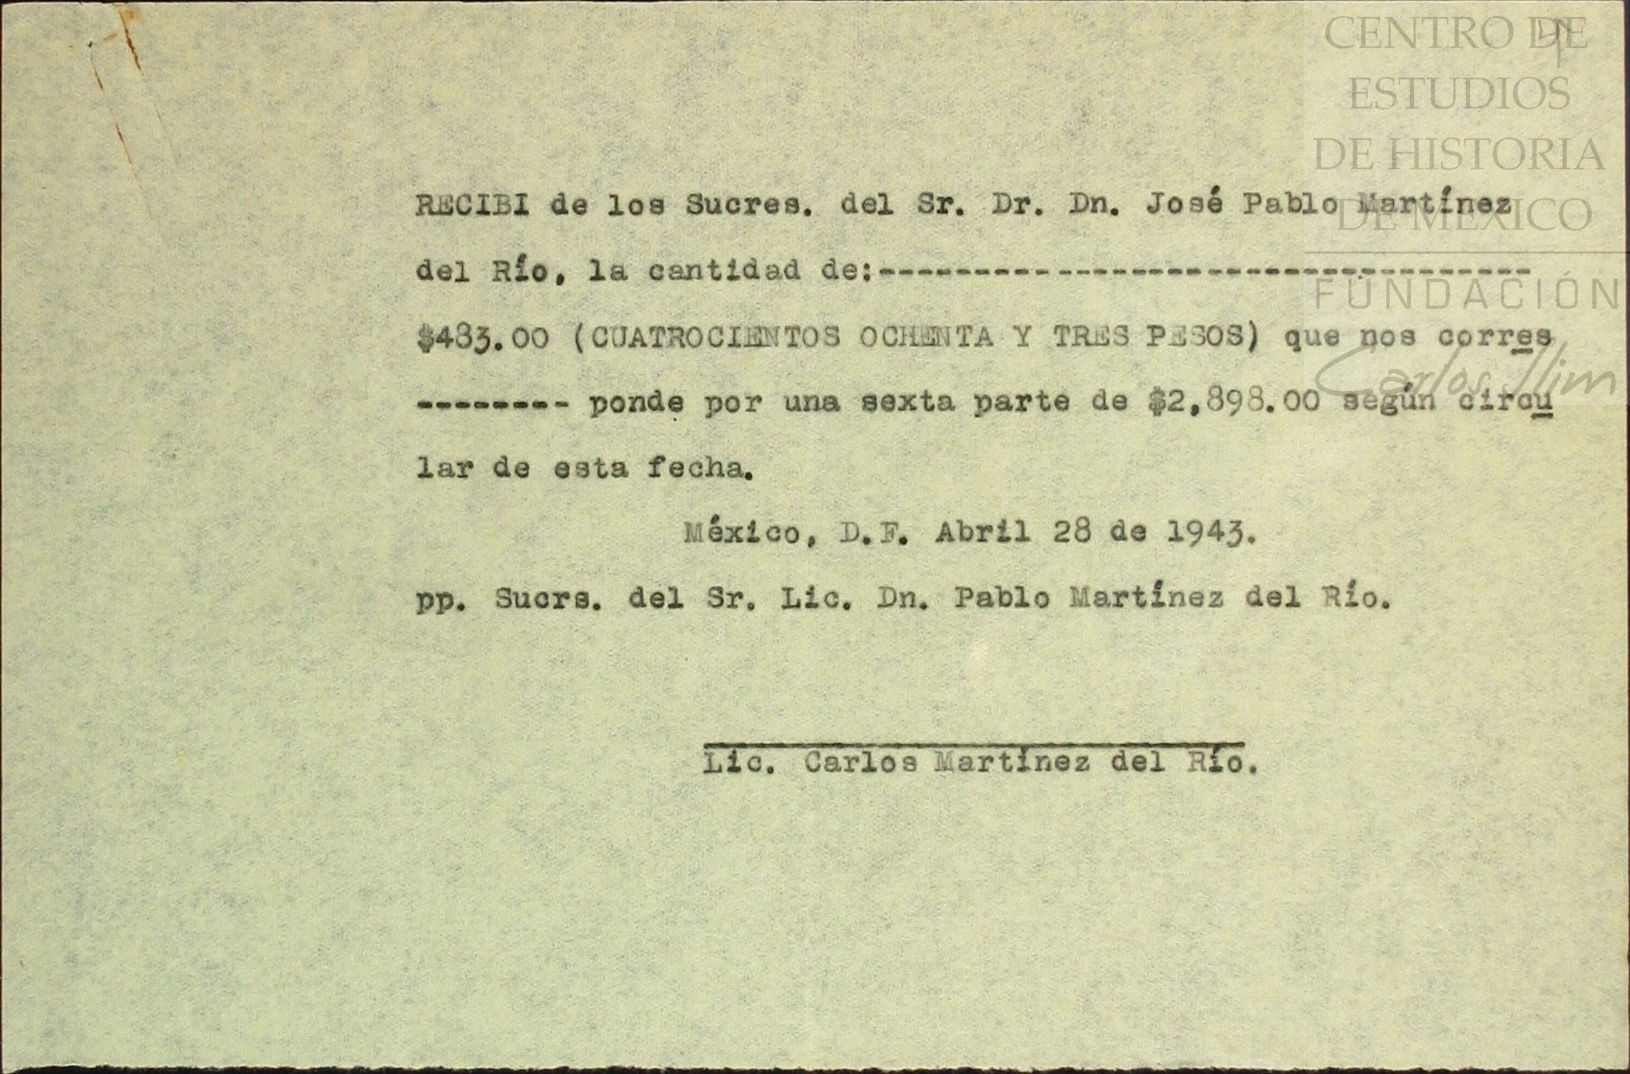 CENTRO DE
ESTUDIOS
DE HISTORIA
DE MÉXICO
FUNDACIÓN
Carlos Slim
RECIBI de los Sucres. del Sr. Dr. Dn. José Pablo Martínez
del Río, la cantidad de:----------------------------------
$483.00 (CUATROCIENTOS OCHENTA Y TRES PESOS) que nos corres
-------- ponde por una sexta parte de $2,898.00 según circu
lar de esta fecha.
México, D.F. Abril 28 de 1943.
pp. Sucrs. del Sr. Lic. Dn. Pablo Martínez del Río.
Lic. Carlos Martínez del Río.